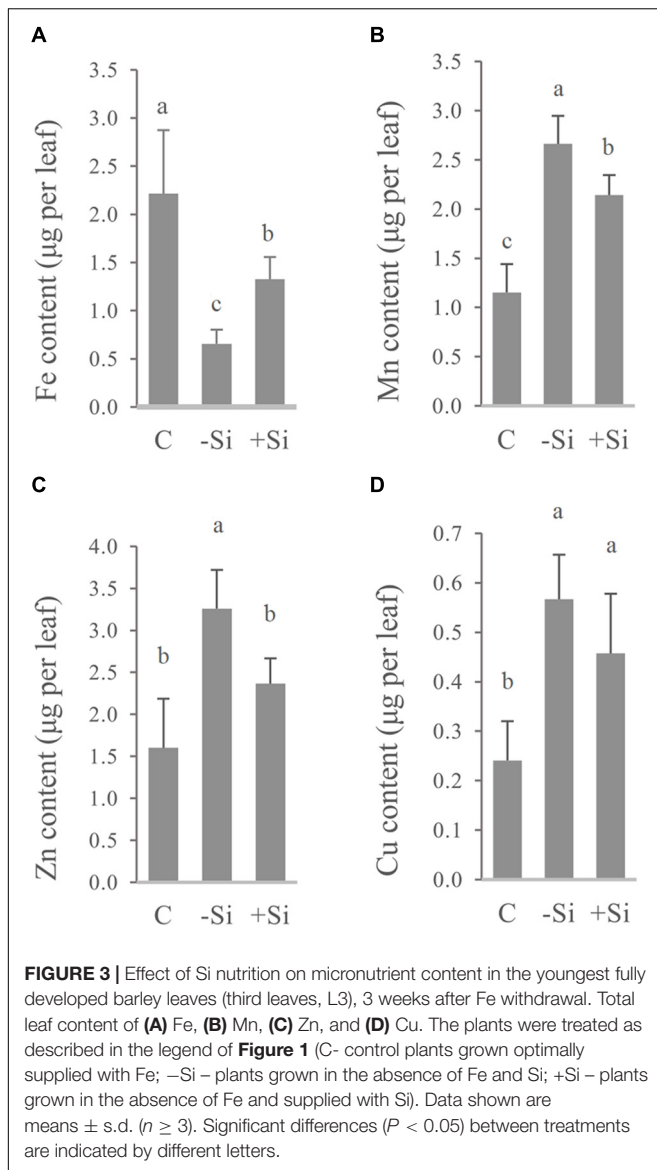 A
Fe content (µg per leaf)
3.5
3.0
2.5
2.0
1.5
1.0
0.5
0.0
a
c
b
C -Si +Si
B
Mn content (µg per leaf)
3.5
3.0
2.5
2.0
1.5
1.0
0.5
0.0
c
a
b
C -Si +Si
C
Zn content (µg per leaf)
4.0
3.5
3.0
2.5
2.0
1.5
1.0
0.5
0.0
b
a
b
C -Si +Si
D
Cu content (µg per leaf)
0.7
0.6
0.5
0.4
0.3
0.2
0.1
0.0
b
a
a
C -Si +Si
FIGURE 3 | Effect of Si nutrition on micronutrient content in the youngest fully
developed barley leaves (third leaves, L3), 3 weeks after Fe withdrawal. Total
leaf content of (A) Fe, (B) Mn, (C) Zn, and (D) Cu. The plants were treated as
described in the legend of Figure 1 (C- control plants grown optimally
supplied with Fe; −Si – plants grown in the absence of Fe and Si; +Si – plants
grown in the absence of Fe and supplied with Si). Data shown are
means ± s.d. (n ≥ 3). Significant differences (P < 0.05) between treatments
are indicated by different letters.